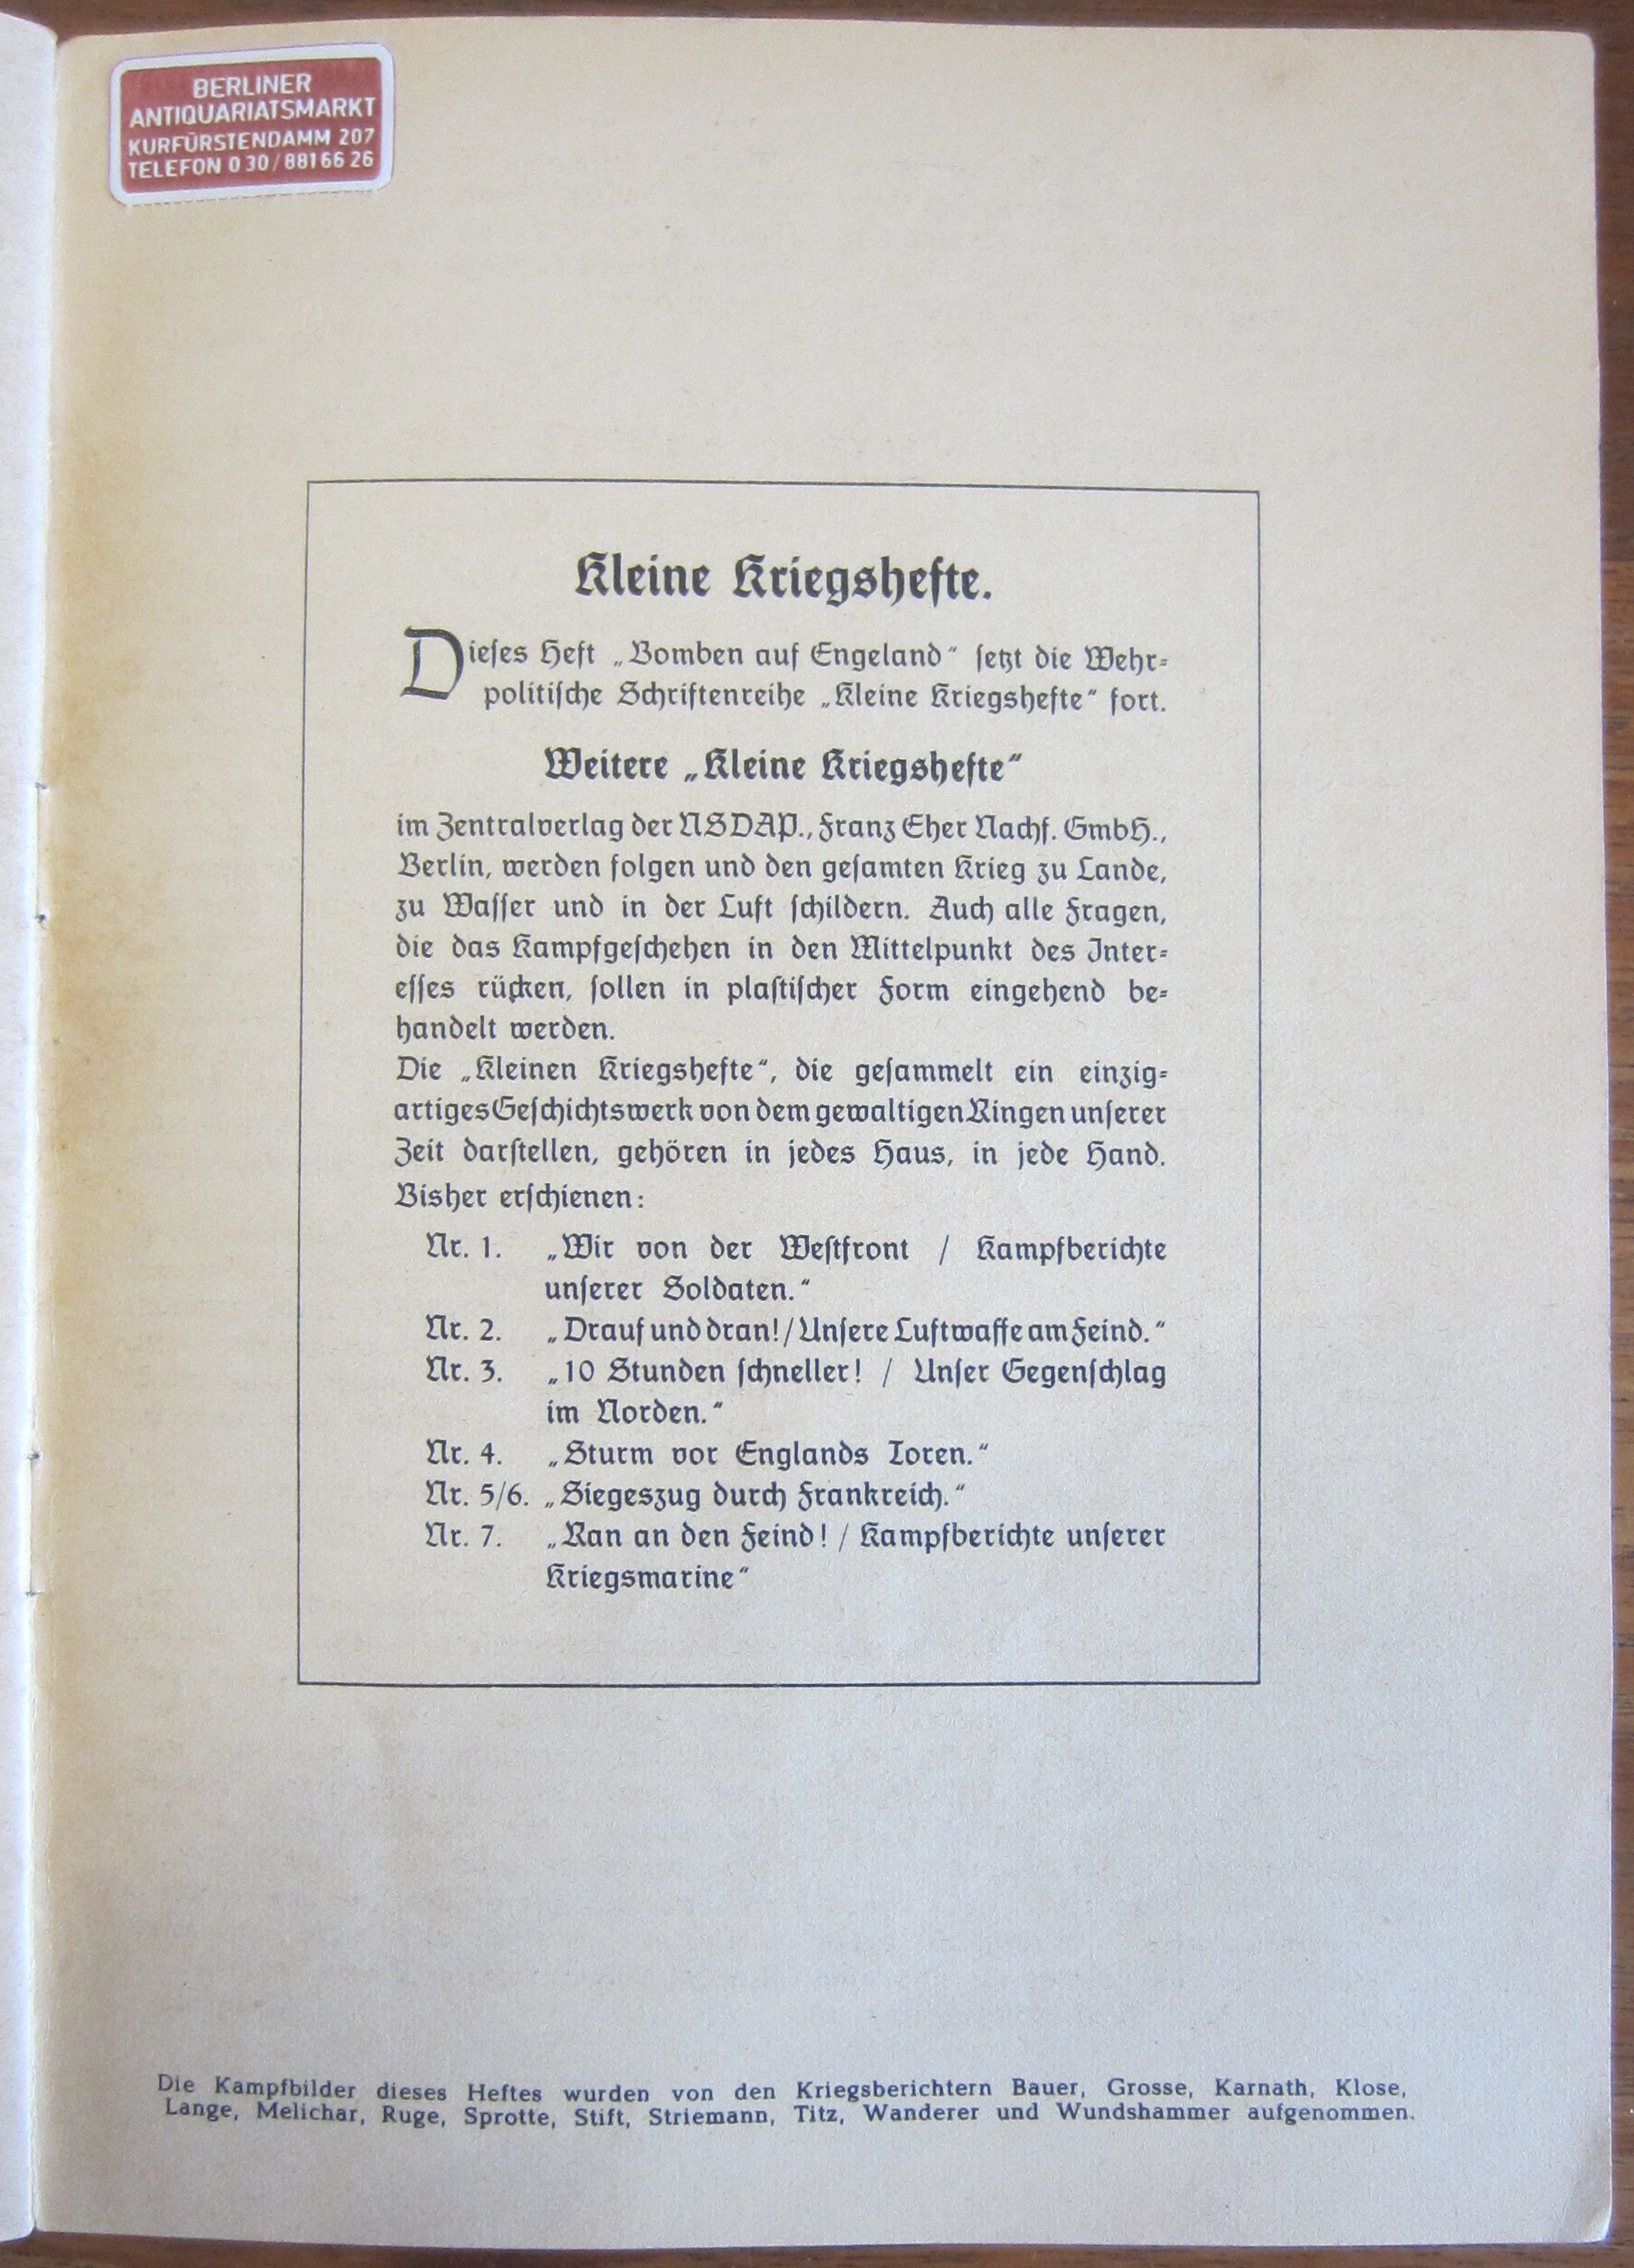 BERLINER
ANTIQUARIATSMARKT
KURFÜRSTENDAMM 207
TELEFON 0 30 / 881 66 26
Kleine Kriegshefte.
Dieſes Heft „Bomben auf Engeland“ ſetzt die Wehr-
politiſche Schriftenreihe „Kleine Kriegshefte“ fort.
Weitere „Kleine Kriegshefte“
im Zentralverlag der NSDAP., Franz Eher Nachf. GmbH.,
Berlin, werden folgen und den geſamten Krieg zu Lande,
zu Waſſer und in der Luft ſchildern. Auch alle Fragen,
die das Kampfgeſchehen in den Mittelpunkt des Inter-
eſſes rücken, ſollen in plaſtiſcher Form eingehend be-
handelt werden.
Die „Kleinen Kriegshefte“, die geſammelt ein einzig-
artiges Geſchichtswerk von dem gewaltigen Ringen unſerer
Zeit darſtellen, gehören in jedes Haus, in jede Hand.
Bisher erſchienen:
Nr. 1. „Wir von der Weſtfront / Kampfberichte
unſerer Soldaten.“
Nr. 2. „Drauf und dran! / Unſere Luftwaffe am Feind.“
Nr. 3. „10 Stunden ſchneller! / Unſer Gegenſchlag
im Norden.“
Nr. 4. „Sturm vor Englands Toren.“
Nr. 5/6. „Siegeszug durch Frankreich.“
Nr. 7. „Ran an den Feind! / Kampfberichte unſerer
Kriegsmarine“
Die Kampfbilder dieses Heftes wurden von den Kriegsberichtern Bauer, Grosse, Karnath, Klose,
Lange, Melichar, Ruge, Sprotte, Stift, Striemann, Titz, Wanderer und Wundshammer aufgenommen.